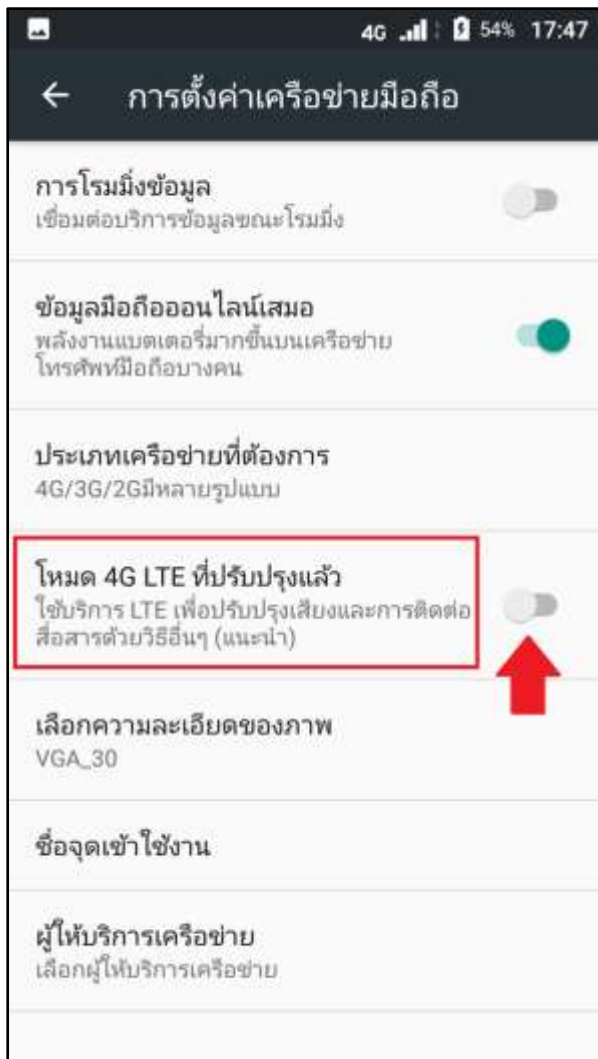 4G 54% 17:47
การตั้งค่าเครือข่ายมือถือ
การโรมมิ่งข้อมูล
เชื่อมต่อบริการข้อมูลขณะโรมมิ่ง
ข้อมูลมือถือออนไลน์เสมอ
พลังงานแบตเตอรี่มากขึ้นบนเครือข่าย
โทรศัพท์มือถือบางคน
ประเภทเครือข่ายที่ต้องการ
4G/3G/2Gมีหลายรูปแบบ
โหมด 4G LTE ที่ปรับปรุงแล้ว
ใช้บริการ LTE เพื่อปรับปรุงเสียงและการติดต่อ
สื่อสารด้วยวิธีอื่นๆ (แนะนำ)
เลือกความละเอียดของภาพ
VGA_30
ชื่อจุดเข้าใช้งาน
ผู้ให้บริการเครือข่าย
เลือกผู้ให้บริการเครือข่าย